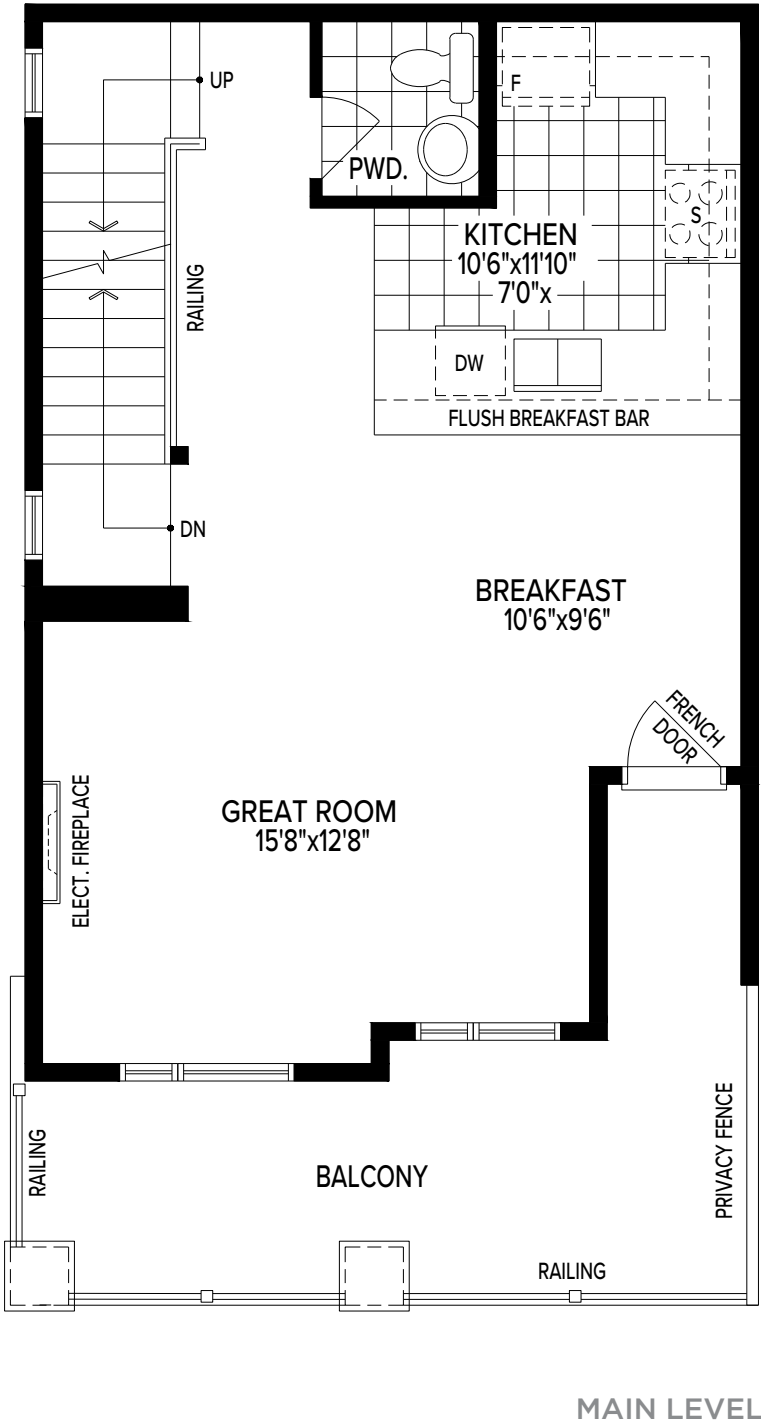 UP
F
PWD.
S
KITCHEN
10'6"x11'10"
7'0"x
RAILING
DW
FLUSH BREAKFAST BAR
DN
BREAKFAST
10'6"x9'6"
FRENCH
DOOR
ELECT. FIREPLACE
GREAT ROOM
15'8"x12'8"
RAILING
BALCONY
PRIVACY FENCE
RAILING
MAIN LEVEL